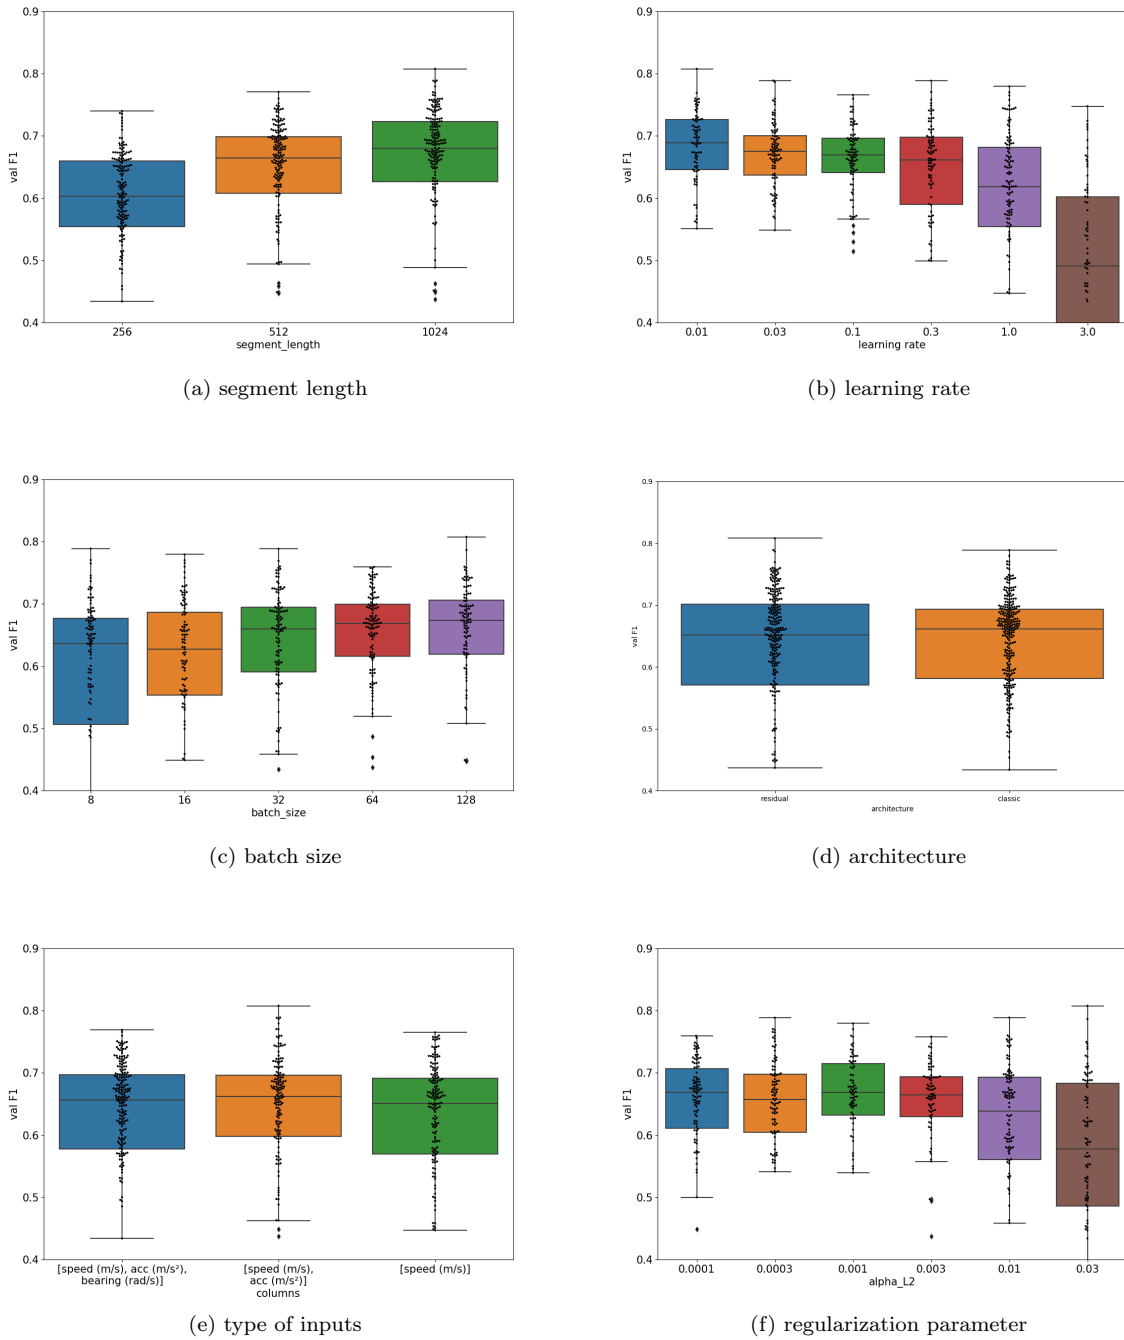 0.9
0.8
0.7
0.6
0.5
0.4
val F1
256 512 1024
segment_length
(a) segment length
0.9
0.8
0.7
0.6
0.5
0.4
val F1
0.01 0.03 0.1 0.3 1.0 3.0
learning rate
(b) learning rate
0.9
0.8
0.7
0.6
0.5
0.4
val F1
8 16 32 64 128
batch_size
(c) batch size
0.9
0.8
0.7
0.6
0.5
0.4
val F1
residual classic
architecture
(d) architecture
0.9
0.8
0.7
0.6
0.5
0.4
val F1
[speed (m/s), acc (m/s²),
bearing (rad/s)]
[speed (m/s),
acc (m/s²)]
[speed (m/s)]
columns
(e) type of inputs
0.9
0.8
0.7
0.6
0.5
0.4
val F1
0.0001 0.0003 0.001 0.003 0.01 0.03
alpha_L2
(f) regularization parameter